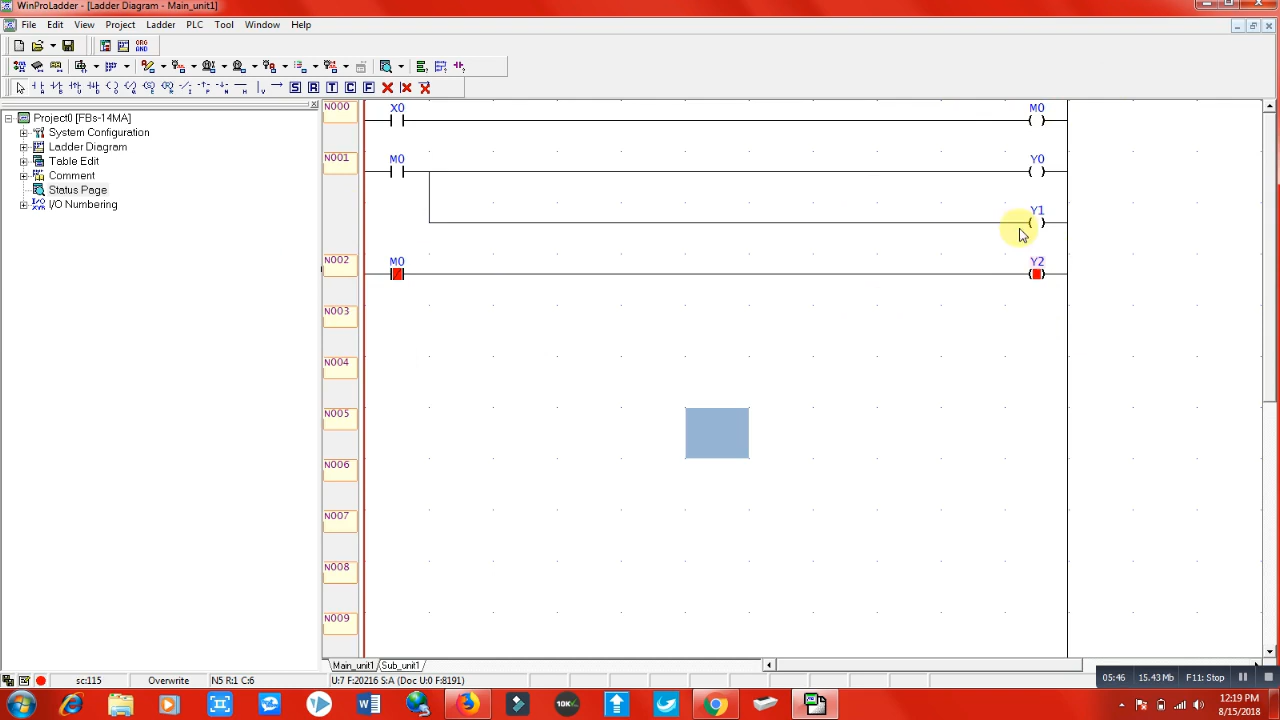 WinProLadder - [Ladder Diagram - Main_unit1]
File Edit View Project Ladder PLC Tool Window Help
ORG
GND
S R T C F
Project0 [FBs-14MA]
System Configuration
Ladder Diagram
Table Edit
Comment
Status Page
I/O Numbering
N000 X0 M0
N001 M0 Y0
Y1
N002 M0 Y2
N003
N004
N005
N006
N007
N008
N009
Main_unit1 Sub_unit1
sc:115 Overwrite N5 R:1 C:6 U:7 F:20216 S:A (Doc U:0 F:8191)
05:46 15.43 Mb F11: Stop
10K
12:19 PM
8/15/2018